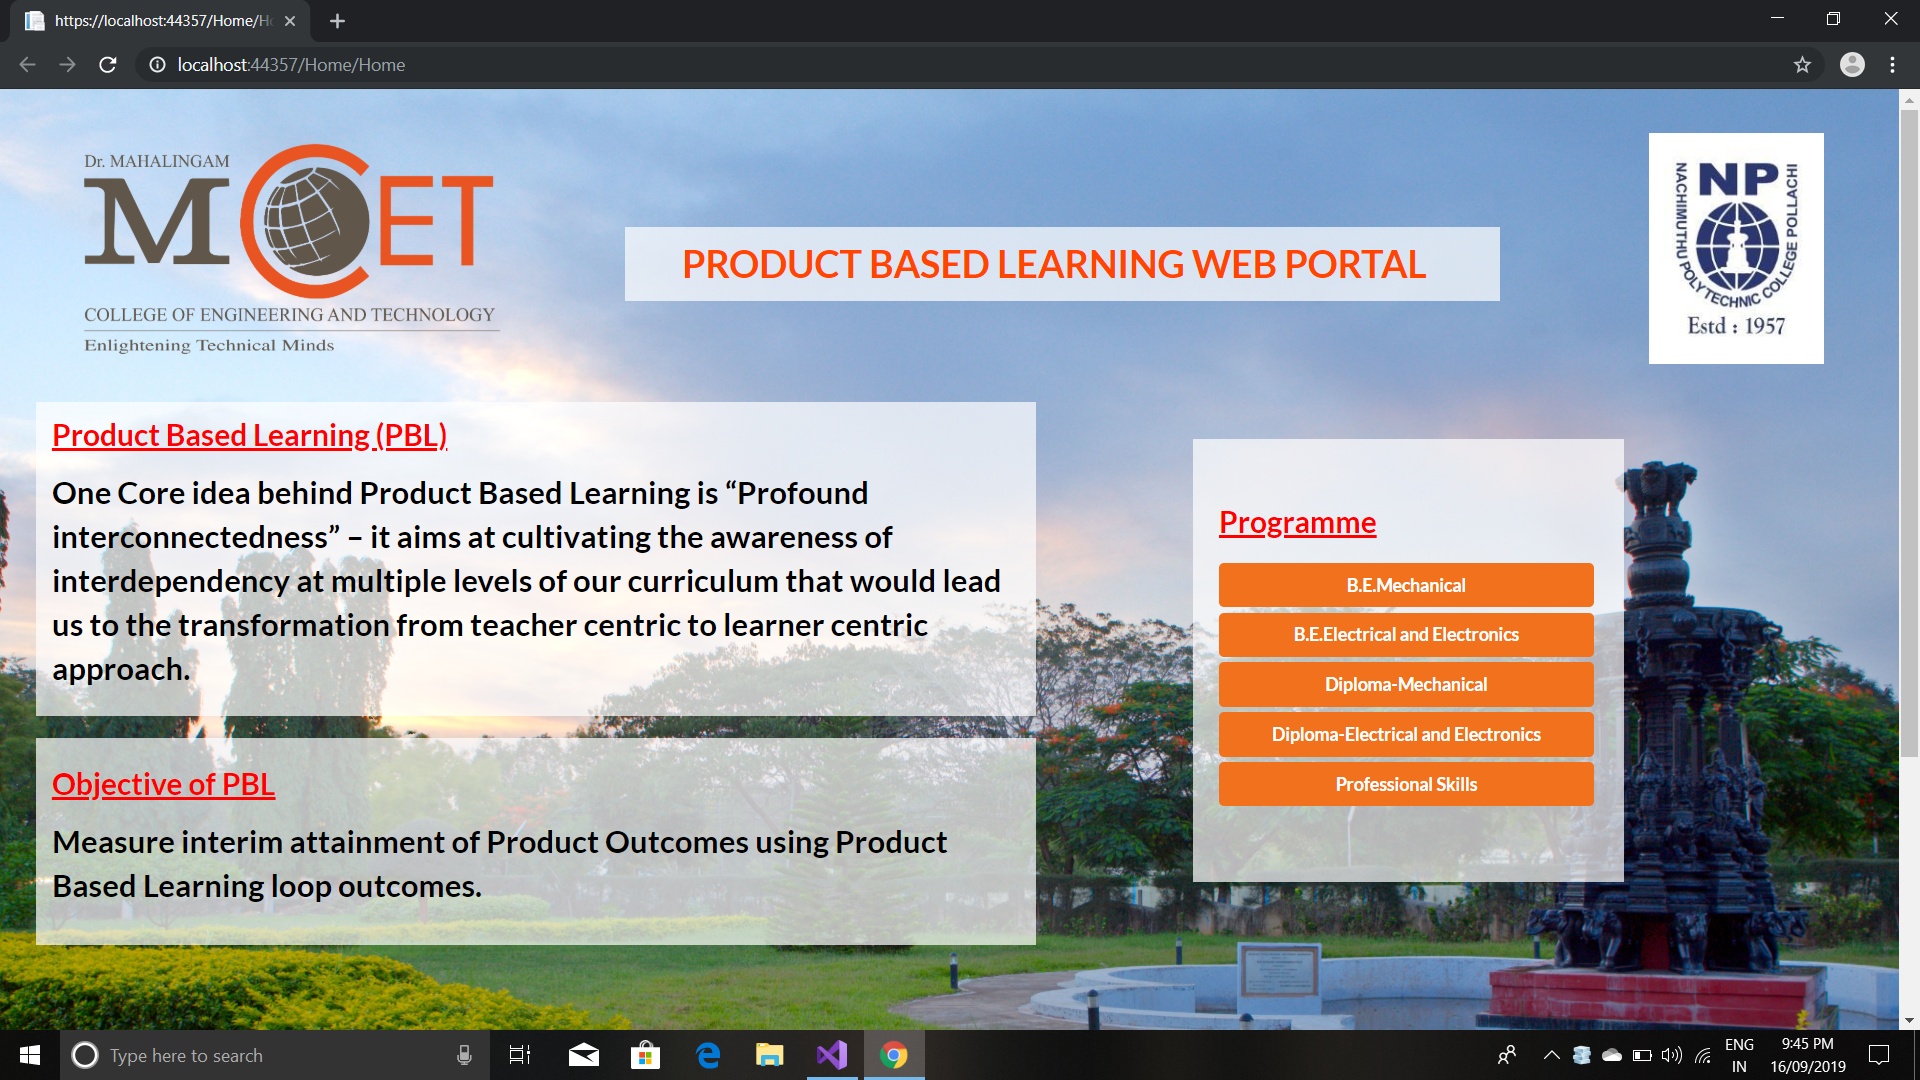 https://localhost:44357/Home/Ho
localhost:44357/Home/Home
Dr. MAHALINGAM
MCET
COLLEGE OF ENGINEERING AND TECHNOLOGY
Enlightening Technical Minds
PRODUCT BASED LEARNING WEB PORTAL
NP
NACHIMUTHU POLYTECHNIC COLLEGE POLLACHI
Estd : 1957
Product Based Learning (PBL)
One Core idea behind Product Based Learning is “Profound
interconnectedness” – it aims at cultivating the awareness of
interdependency at multiple levels of our curriculum that would lead
us to the transformation from teacher centric to learner centric
approach.
Objective of PBL
Measure interim attainment of Product Outcomes using Product
Based Learning loop outcomes.
Programme
B.E.Mechanical
B.E.Electrical and Electronics
Diploma-Mechanical
Diploma-Electrical and Electronics
Professional Skills
Type here to search
ENG
IN
9:45 PM
16/09/2019